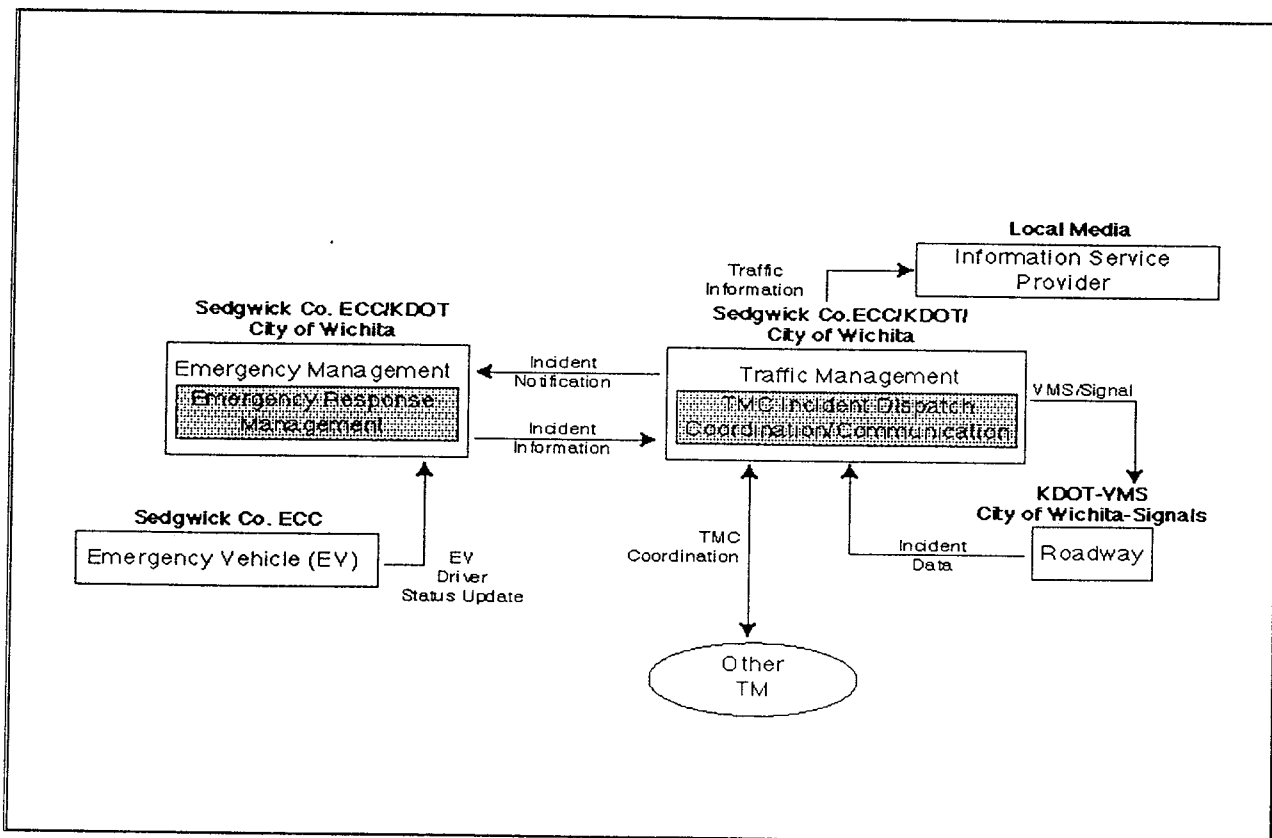 Local Media
Information Service
Provider
Traffic
Information
Sedgwick Co. ECC/KDOT
City of Wichita
Sedgwick Co.ECC/KDOT/
City of Wichita
Emergency Management
Emergency Response
Management
Incident
Notification
Incident
Information
Traffic Management
TMC Incident Dispatch
Coordination/Communication
VMS/Signal
KDOT-VMS
City of Wichita-Signals
Roadway
Incident
Data
Sedgwick Co. ECC
Emergency Vehicle (EV)
EV
Driver
Status Update
TMC
Coordination
Other
TM